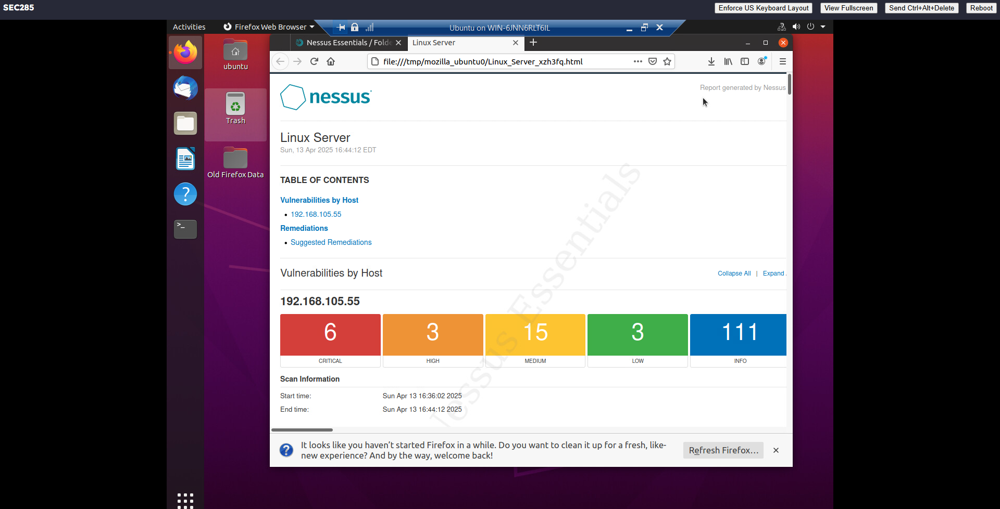 SEC285
Enforce US Keyboard Layout
View Fullscreen
Send Ctrl+Alt+Delete
Reboot
Activities
Firefox Web Browser
Ubuntu on WIN-6JNN6RLT6IL
ubuntu
Trash
Old Firefox Data
Nessus Essentials / Folde
Linux Server
file:///tmp/mozilla_ubuntu0/Linux_Server_xzh3fq.html
nessus
Report generated by Nessus
Linux Server
Sun, 13 Apr 2025 16:44:12 EDT
TABLE OF CONTENTS
Vulnerabilities by Host
• 192.168.105.55
Remediations
• Suggested Remediations
Vulnerabilities by Host
Collapse All | Expand
192.168.105.55
6 3 15 3 111
CRITICAL HIGH MEDIUM LOW INFO
Scan Information
Start time: Sun Apr 13 16:36:02 2025
End time: Sun Apr 13 16:44:12 2025
Nessus Essentials
It looks like you haven't started Firefox in a while. Do you want to clean it up for a fresh, like-
new experience? And by the way, welcome back!
Refresh Firefox…